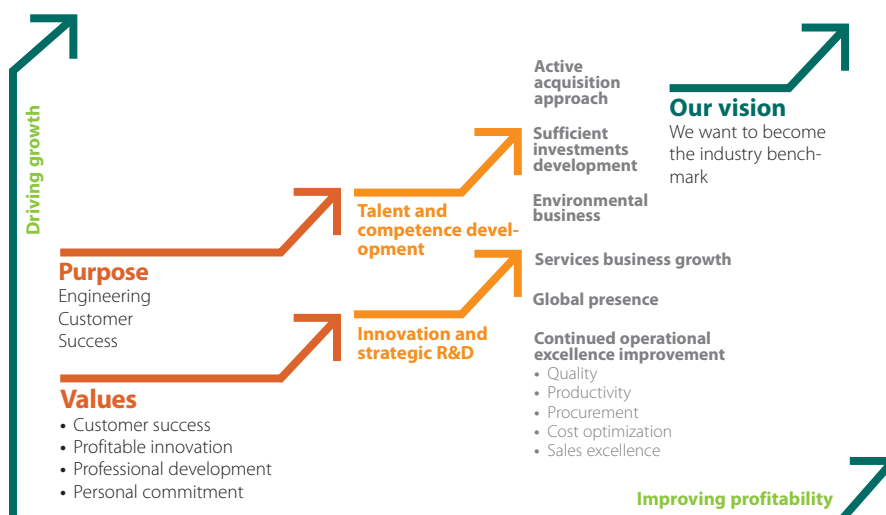 Driving growth
Purpose
Engineering
Customer
Success
Values
• Customer success
• Profitable innovation
• Professional development
• Personal commitment
Talent and
competence devel-
opment
Innovation and
strategic R&D
Active
acquisition
approach
Sufficient
investments
development
Environmental
business
Services business growth
Global presence
Continued operational
excellence improvement
• Quality
• Productivity
• Procurement
• Cost optimization
• Sales excellence
Our vision
We want to become
the industry bench-
mark
Improving profitability